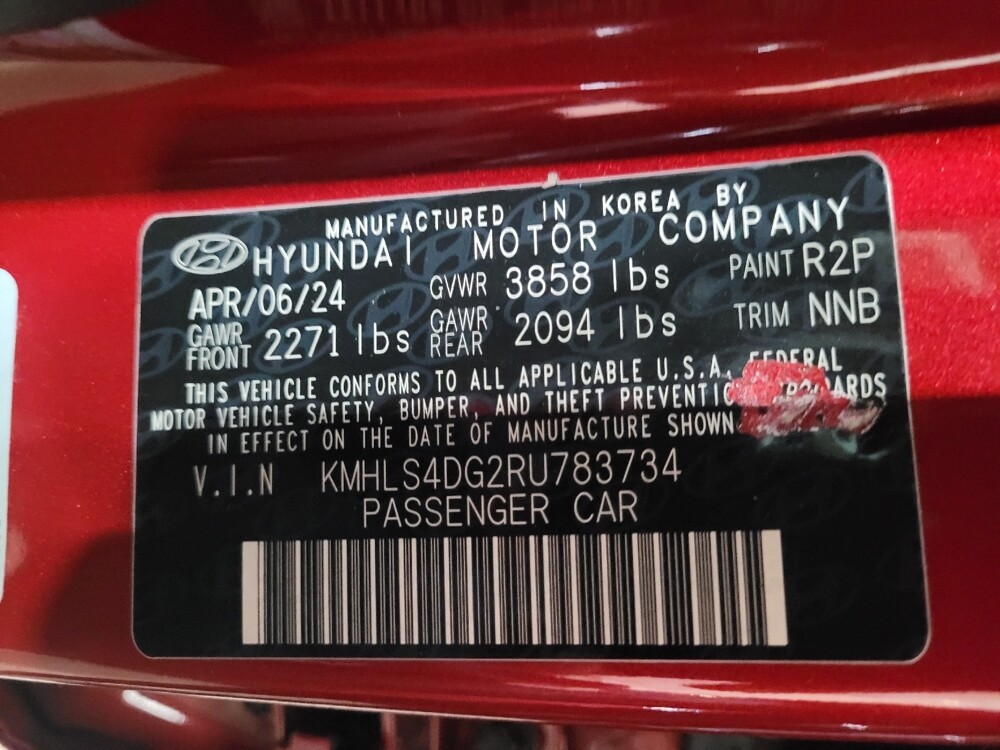 MANUFACTURED IN KOREA BY
HYUNDAI MOTOR COMPANY
APR/06/24 GVWR 3858 lbs PAINT R2P
GAWR FRONT 2271 lbs GAWR REAR 2094 lbs TRIM NNB
THIS VEHICLE CONFORMS TO ALL APPLICABLE U.S.A. FEDERAL
MOTOR VEHICLE SAFETY, BUMPER, AND THEFT PREVENTIO
IN EFFECT ON THE DATE OF MANUFACTURE SHOWN
V.I.N KMHLS4DG2RU783734
PASSENGER CAR